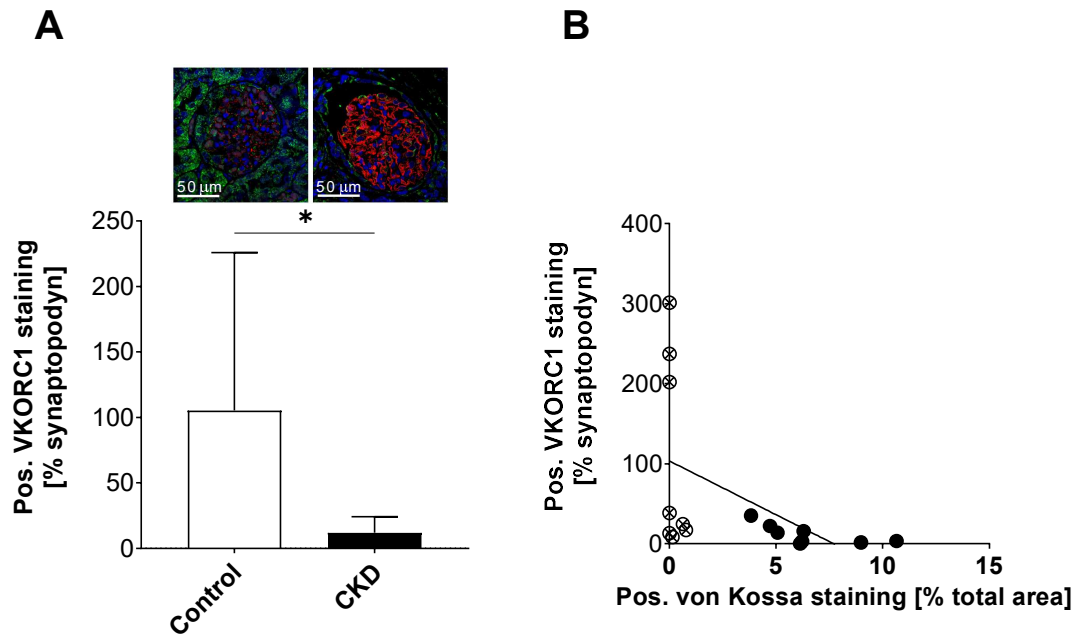 A
50 µm
50 µm
*
Pos. VKORC1 staining
[% synaptopodyn]
250
200
150
100
50
0
Control
CKD
B
Pos. VKORC1 staining
[% synaptopodyn]
400
300
200
100
0
0
5
10
15
Pos. von Kossa staining [% total area]